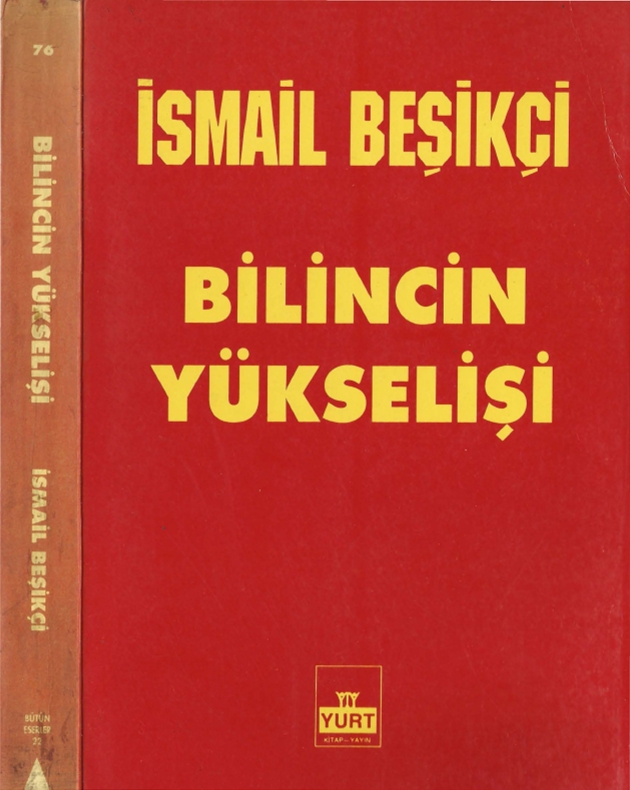 76
BİLİNCİN YÜKSELİŞİ
İSMAİL BEŞİKÇİ
BÜTÜN
ESERLER
22
İSMAİL BEŞİKÇİ
BİLİNCİN
YÜKSELİŞİ
YURT
KİTAP–YAYIN